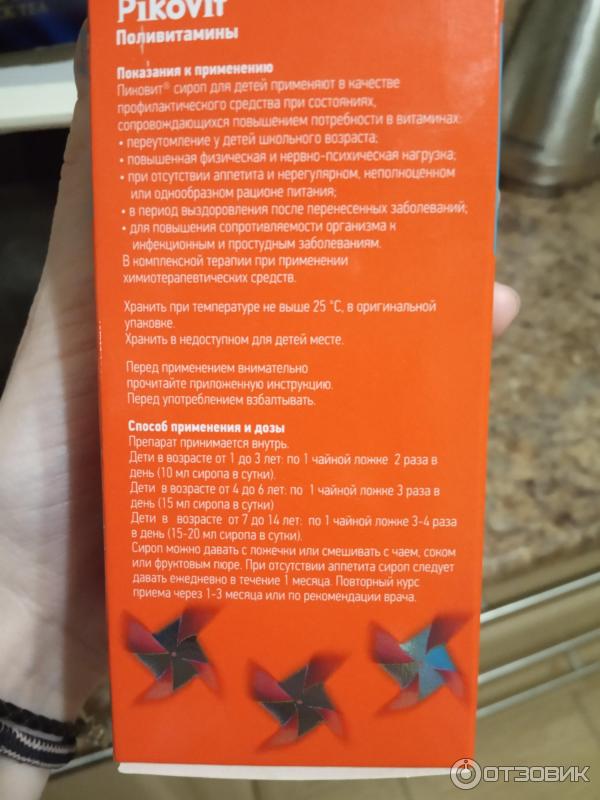 CK TEA
Pikovit
Поливитамины
Показания к применению
Пиковит® сироп для детей применяют в качестве
профилактического средства при состояниях,
сопровождающихся повышением потребности в витаминах:
• переутомление у детей школьного возраста;
• повышенная физическая и нервно-психическая нагрузка;
• при отсутствии аппетита и нерегулярном, неполноценном
или однообразном рационе питания;
• в период выздоровления после перенесенных заболеваний;
• для повышения сопротивляемости организма к
инфекционным и простудным заболеваниям.
В комплексной терапии при применении
химиотерапевтических средств.
Хранить при температуре не выше 25 °С, в оригинальной
упаковке.
Хранить в недоступном для детей месте.
Перед применением внимательно
прочитайте приложенную инструкцию.
Перед употреблением взбалтывать.
Способ применения и дозы
Препарат принимается внутрь.
Дети в возрасте от 1 до 3 лет: по 1 чайной ложке 2 раза в
день (10 мл сиропа в сутки).
Дети в возрасте от 4 до 6 лет: по 1 чайной ложке 3 раза в
день (15 мл сиропа в сутки)
Дети в возрасте от 7 до 14 лет: по 1 чайной ложке 3-4 раза
в день (15-20 мл сиропа в сутки).
Сироп можно давать с ложечки или смешивать с чаем, соком
или фруктовым пюре. При отсутствии аппетита сироп следует
давать ежедневно в течение 1 месяца. Повторный курс
приема через 1-3 месяца или по рекомендации врача.
ОТЗОВИК